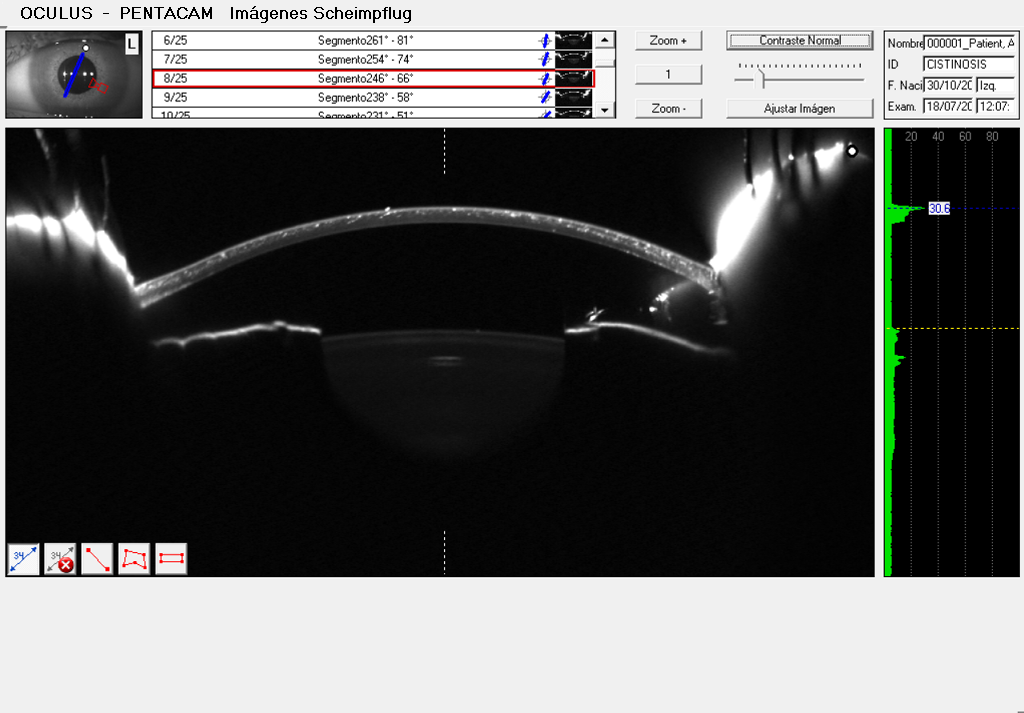 OCULUS - PENTACAM Imágenes Scheimpflug
L
6/25 Segmento261° - 81°
7/25 Segmento254° - 74°
8/25 Segmento246° - 66°
9/25 Segmento238° - 58°
10/25 Segmento231° - 51°
Zoom +
1
Zoom -
Contraste Normal
Ajustar Imágen
Nombre 000001_Patient, A
ID CISTINOSIS
F. Naci 30/10/20 Izq.
Exam. 18/07/20 12:07:
20 40 60 80
30.6
34
34